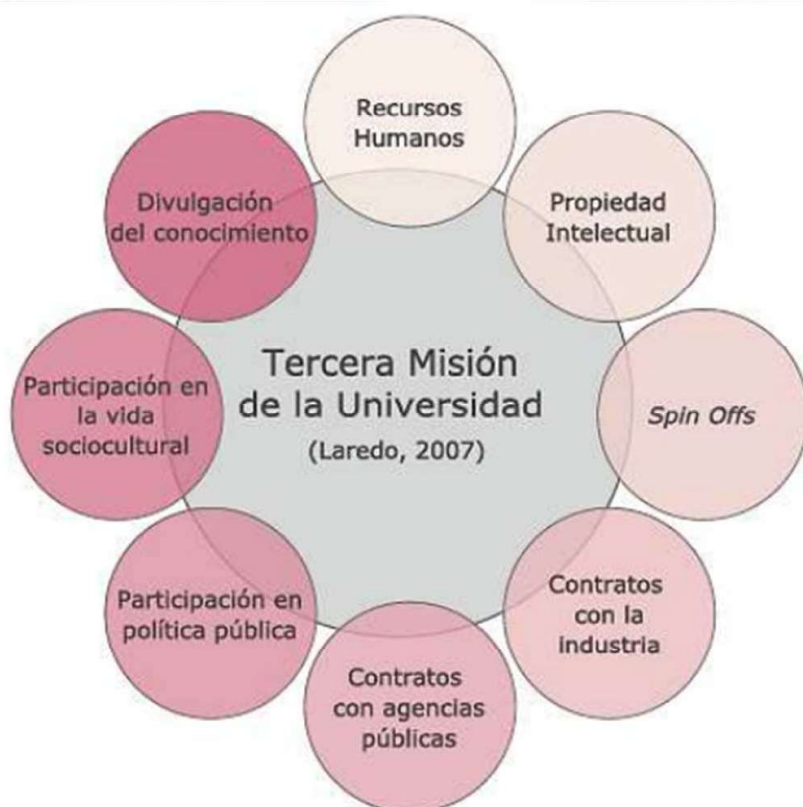 Recursos
Humanos
Propiedad
Intelectual
Spin Offs
Contratos
con la
industria
Contratos
con agencias
públicas
Participación en
política pública
Participación en
la vida
sociocultural
Divulgación
del conocimiento
Tercera Misión
de la Universidad
(Laredo, 2007)